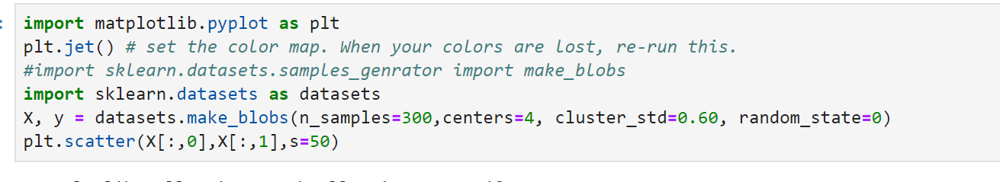 import matplotlib.pyplot as plt
plt.jet() # set the color map. When your colors are lost, re-run this.
#import sklearn.datasets.samples_genrator import make_blobs
import sklearn.datasets as datasets
X, y = datasets.make_blobs(n_samples=300,centers=4, cluster_std=0.60, random_state=0)
plt.scatter(X[:,0],X[:,1],s=50)